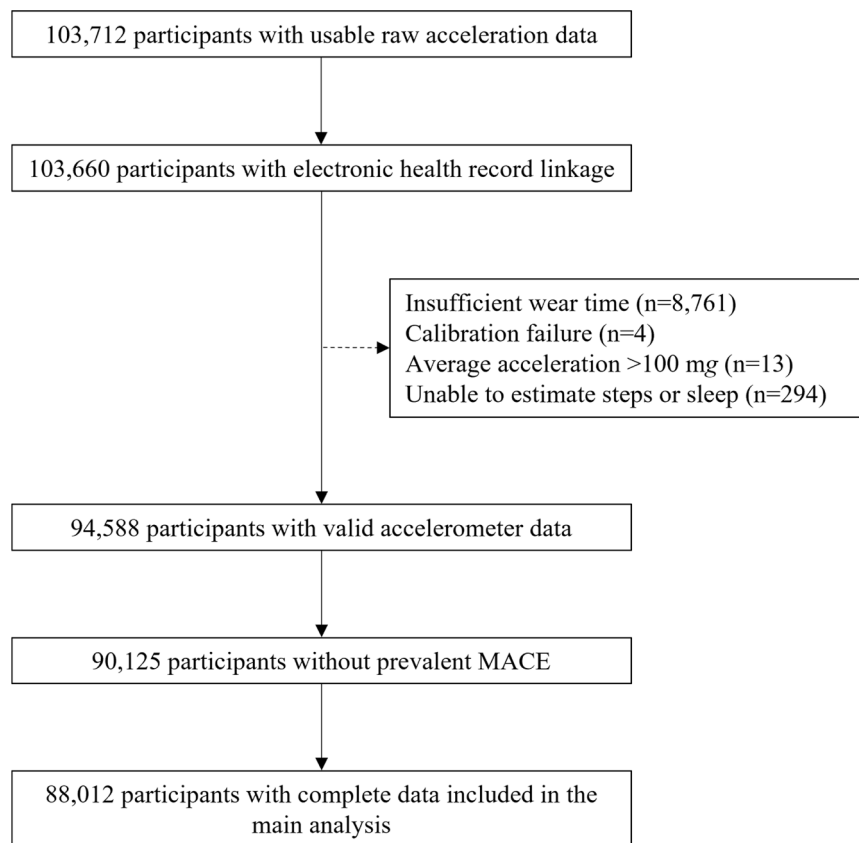 103,712 participants with usable raw acceleration data
103,660 participants with electronic health record linkage
Insufficient wear time (n=8,761)
Calibration failure (n=4)
Average acceleration >100 mg (n=13)
Unable to estimate steps or sleep (n=294)
94,588 participants with valid accelerometer data
90,125 participants without prevalent MACE
88,012 participants with complete data included in the
main analysis